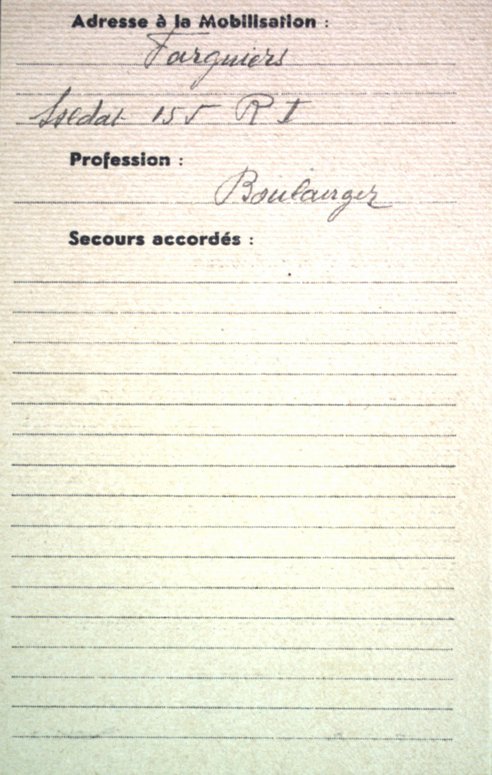 Adresse à la Mobilisation :
Farguiers
Soldat 155 R I
Profession :
Boulanger
Secours accordés :